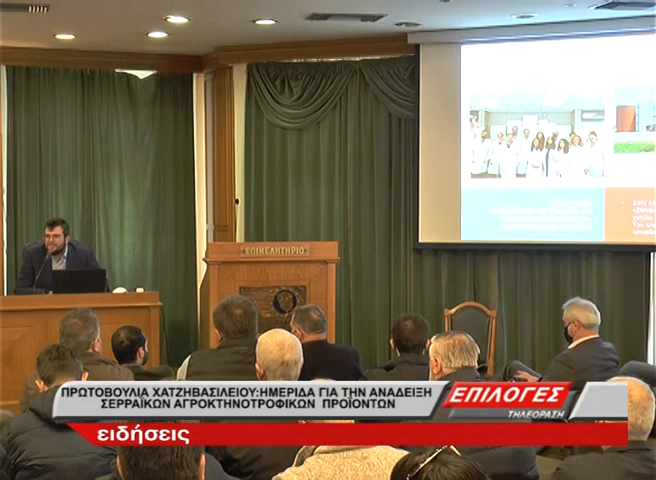 ΕΠΙΜΕΛΗΤΗΡΙΟ
ΠΡΩΤΟΒΟΥΛΙΑ ΧΑΤΖΗΒΑΣΙΛΕΙΟΥ:ΗΜΕΡΙΔΑ ΓΙΑ ΤΗΝ ΑΝΑΔΕΙΞΗ
ΣΕΡΡΑΪΚΩΝ ΑΓΡΟΚΤΗΝΟΤΡΟΦΙΚΩΝ ΠΡΟΪΟΝΤΩΝ
ΕΠΙΛΟΓΕΣ
ΤΗΛΕΟΡΑΣΗ
ειδήσεις